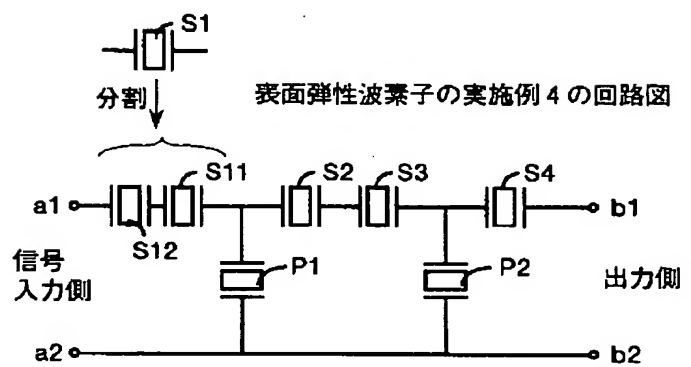 S1
分割
表面弾性波素子の実施例4の回路図
a1
S12
S11
S2
S3
S4
b1
信号
入力側
P1
P2
出力側
a2
b2